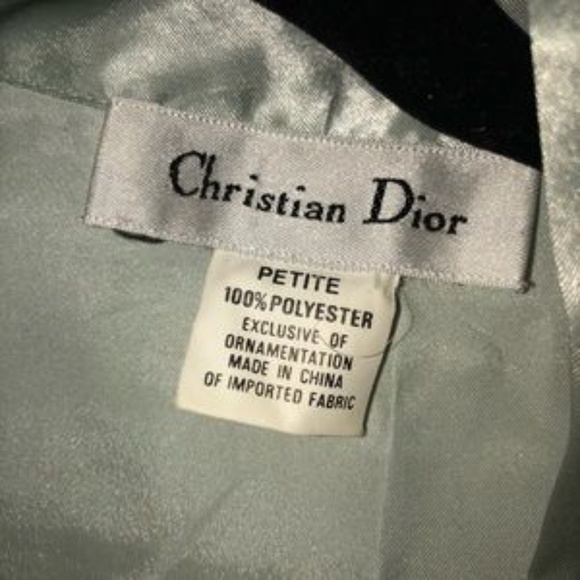 Christian Dior
PETITE
100% POLYESTER
EXCLUSIVE OF
ORNAMENTATION
MADE IN CHINA
OF IMPORTED FABRIC